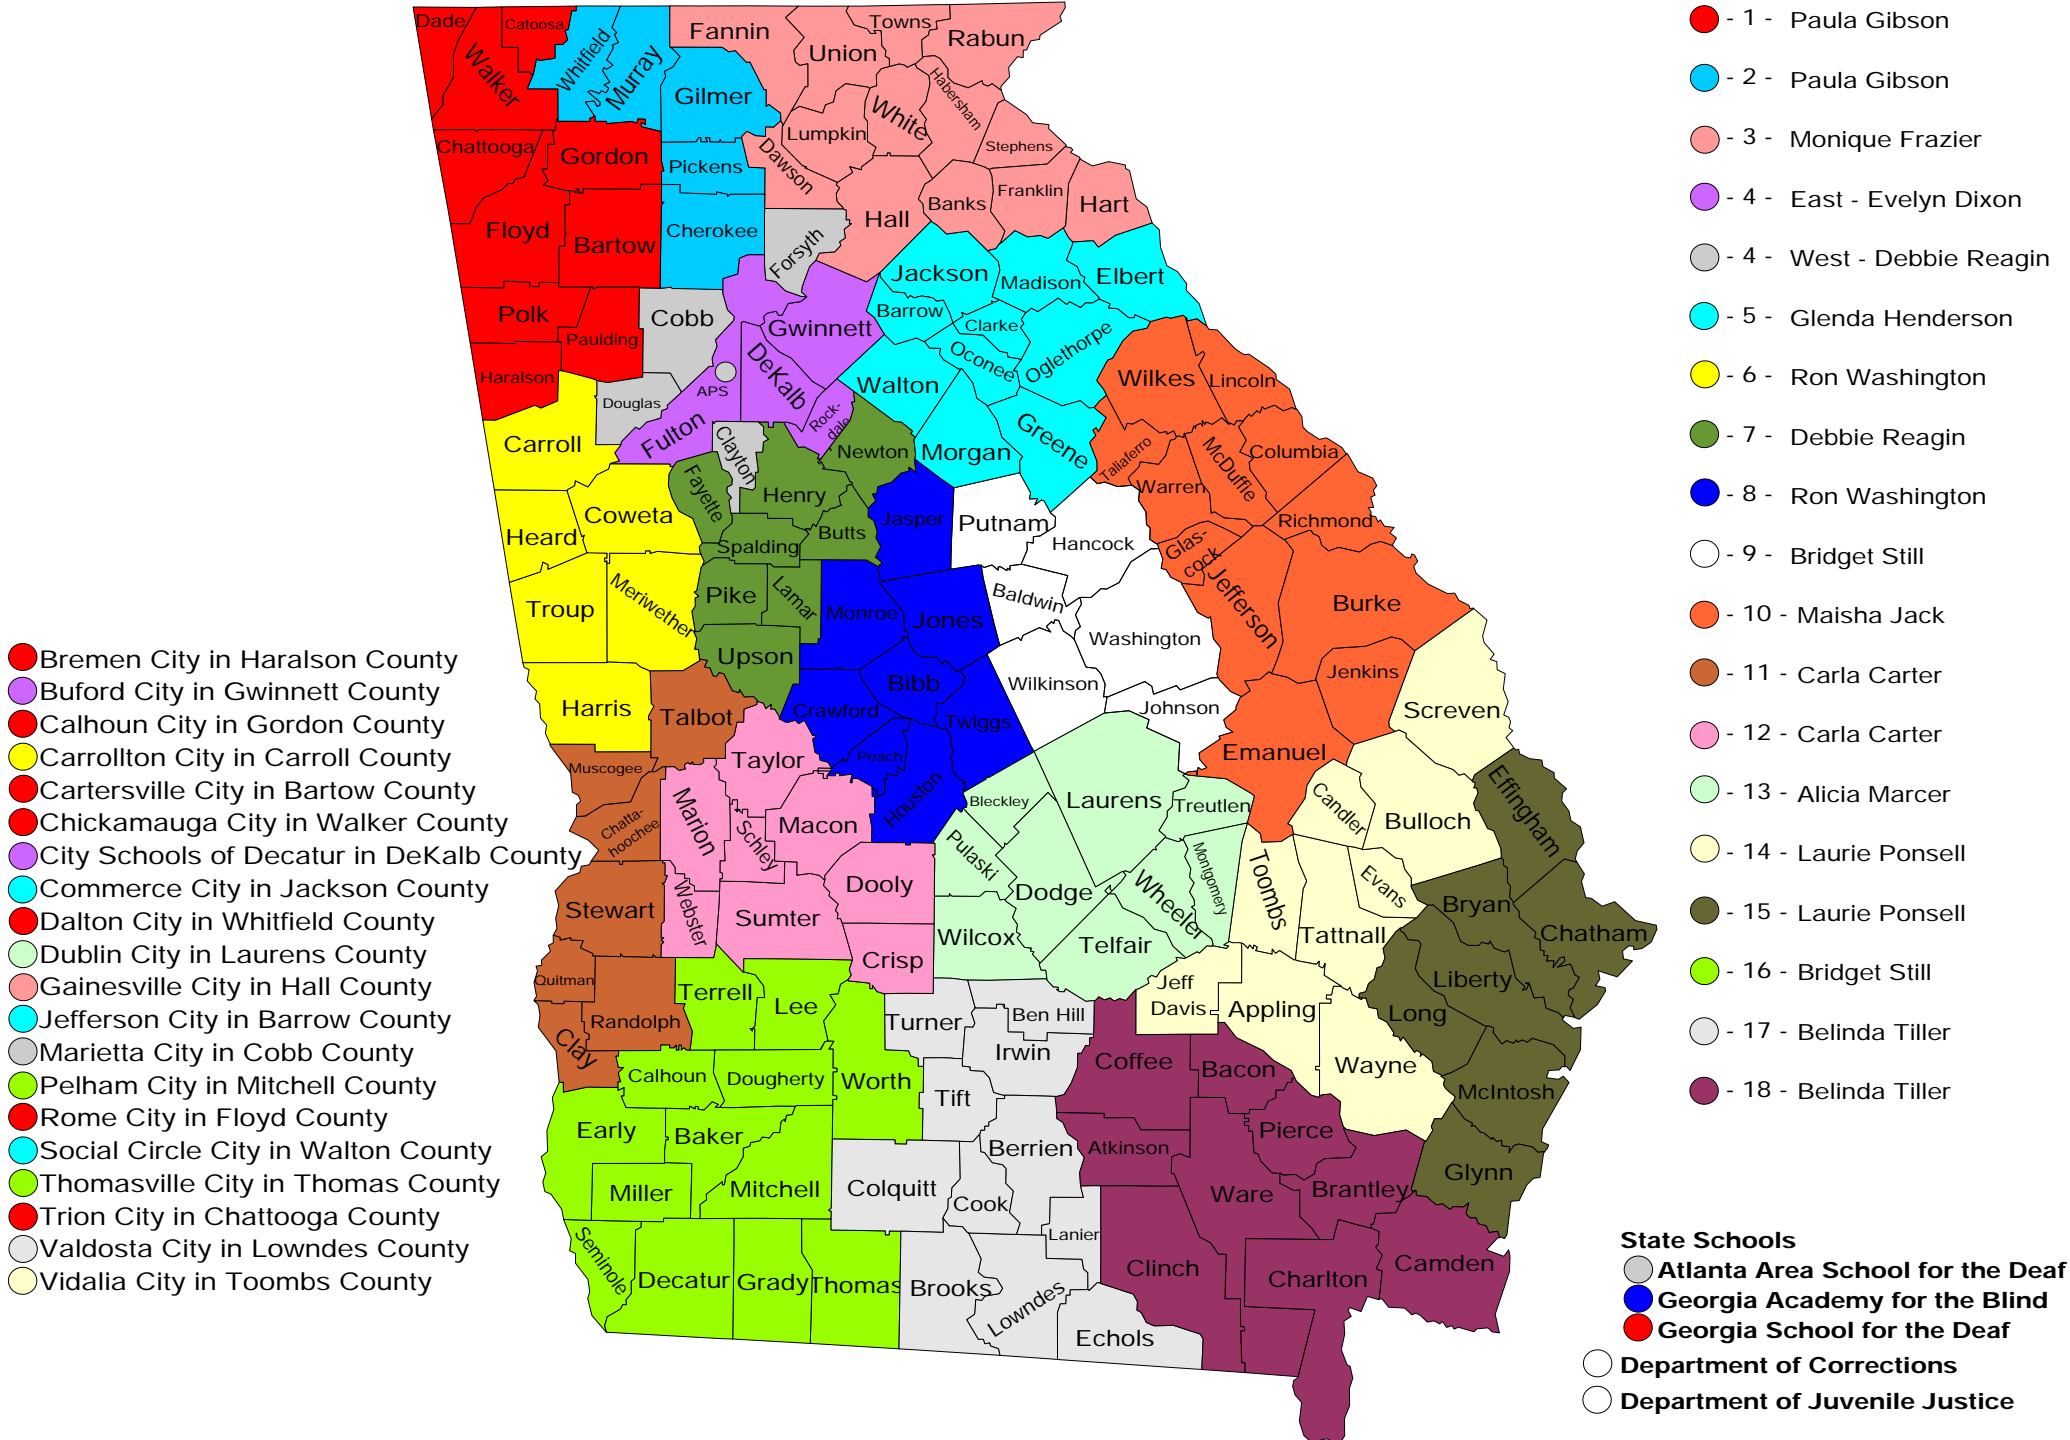 Dade
Catoosa
Walker
Whitfield
Murray
Fannin
Union
Towns
Rabun
Gilmer
Lumpkin
White
Habersham
Stephens
Chattooga
Gordon
Pickens
Dawson
Hall
Banks
Franklin
Hart
Floyd
Bartow
Cherokee
Forsyth
Jackson
Madison
Elbert
Polk
Paulding
Cobb
Gwinnett
Barrow
Clarke
Oconee
Oglethorpe
Wilkes
Lincoln
Haralson
Douglas
APS
DeKalb
Rock-
dale
Walton
Fulton
Clayton
Carroll
Newton
Morgan
Greene
Taliaferro
McDuffie
Columbia
Warren
Richmond
Heard
Coweta
Fayette
Henry
Spalding
Butts
Jasper
Putnam
Hancock
Glas-
cock
Jefferson
Burke
Troup
Meriwether
Pike
Lamar
Monroe
Jones
Baldwin
Washington
Upson
Harris
Talbot
Crawford
Bibb
Twiggs
Wilkinson
Johnson
Jenkins
Screven
Emanuel
Muscogee
Taylor
Peach
Houston
Chatta-
hoochee
Marion
Schley
Macon
Bleckley
Laurens
Treutlen
Candler
Bulloch
Effingham
Pulaski
Dodge
Wheeler
Montgomery
Toombs
Evans
Stewart
Webster
Sumter
Dooly
Wilcox
Telfair
Tattnall
Bryan
Chatham
Crisp
Quitman
Randolph
Clay
Terrell
Lee
Turner
Ben Hill
Irwin
Jeff
Davis
Appling
Long
Liberty
Wayne
McIntosh
Calhoun
Dougherty
Worth
Tift
Coffee
Bacon
Early
Baker
Miller
Mitchell
Colquitt
Berrien
Cook
Atkinson
Pierce
Ware
Brantley
Glynn
Seminole
Decatur
Grady
Thomas
Brooks
Lowndes
Lanier
Echols
Clinch
Charlton
Camden
Bremen City in Haralson County
Buford City in Gwinnett County
Calhoun City in Gordon County
Carrollton City in Carroll County
Cartersville City in Bartow County
Chickamauga City in Walker County
City Schools of Decatur in DeKalb County
Commerce City in Jackson County
Dalton City in Whitfield County
Dublin City in Laurens County
Gainesville City in Hall County
Jefferson City in Barrow County
Marietta City in Cobb County
Pelham City in Mitchell County
Rome City in Floyd County
Social Circle City in Walton County
Thomasville City in Thomas County
Trion City in Chattooga County
Valdosta City in Lowndes County
Vidalia City in Toombs County
- 1 - Paula Gibson
- 2 - Paula Gibson
- 3 - Monique Frazier
- 4 - East - Evelyn Dixon
- 4 - West - Debbie Reagin
- 5 - Glenda Henderson
- 6 - Ron Washington
- 7 - Debbie Reagin
- 8 - Ron Washington
- 9 - Bridget Still
- 10 - Maisha Jack
- 11 - Carla Carter
- 12 - Carla Carter
- 13 - Alicia Marcer
- 14 - Laurie Ponsell
- 15 - Laurie Ponsell
- 16 - Bridget Still
- 17 - Belinda Tiller
- 18 - Belinda Tiller
State Schools
Atlanta Area School for the Deaf
Georgia Academy for the Blind
Georgia School for the Deaf
Department of Corrections
Department of Juvenile Justice